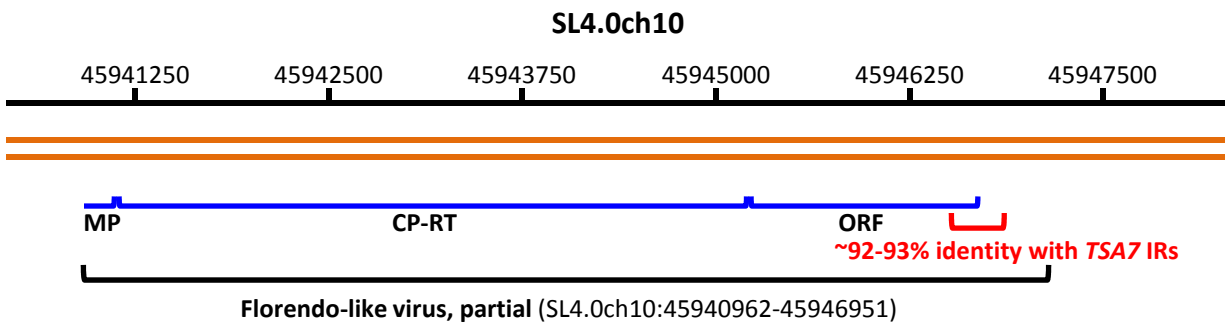 SL4.0ch10
45941250 45942500 45943750 45945000 45946250 45947500
MP CP-RT ORF
~92-93% identity with TSA7 IRs
Florendo-like virus, partial (SL4.0ch10:45940962-45946951)